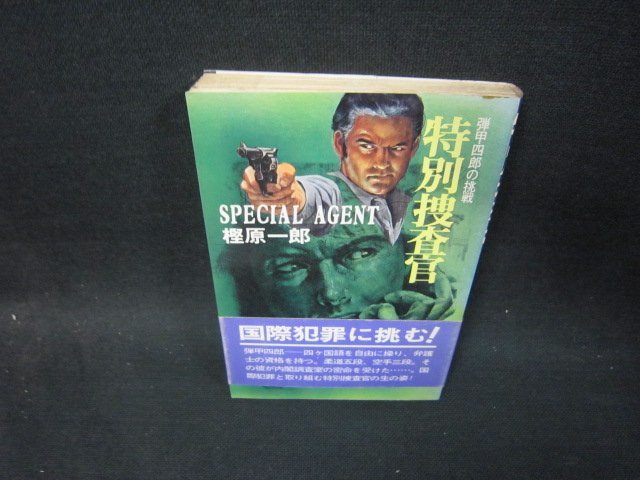 弾甲四郎の挑戦
特別捜査官
SPECIAL AGENT
樫原一郎
国際犯罪に挑む!
弾甲四郎——四ヶ国語を自由に操り、弁護
士の資格を持つ。柔道五段、空手三段。そ
の彼が内閣調査室の密命を受けた……。国
際犯罪と取り組む特別捜査官の生の姿!